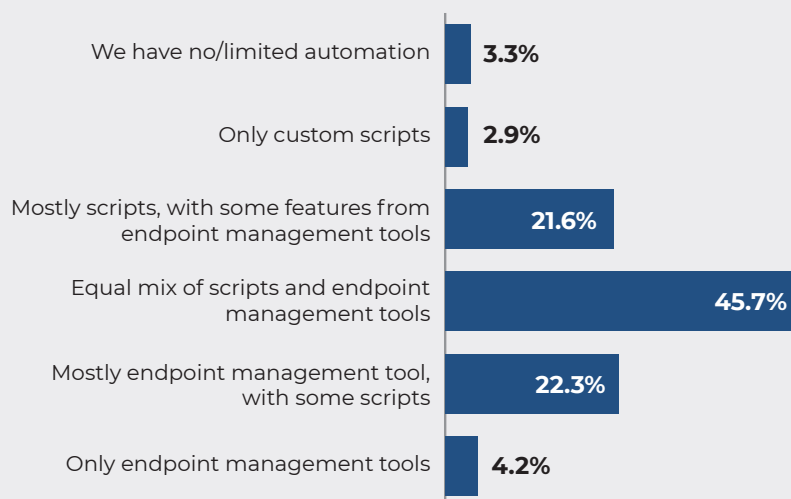 We have no/limited automation
3.3%
Only custom scripts
2.9%
Mostly scripts, with some features from
endpoint management tools
21.6%
Equal mix of scripts and endpoint
management tools
45.7%
Mostly endpoint management tool,
with some scripts
22.3%
Only endpoint management tools
4.2%